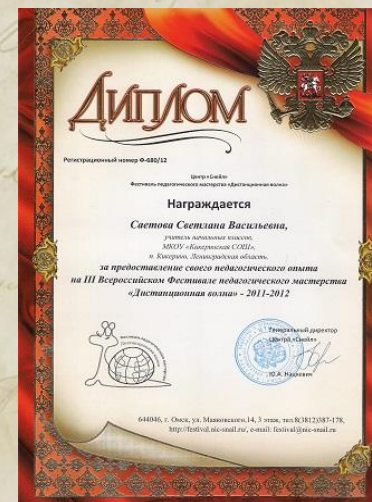 ДИПЛОМ
Регистрационный номер Ф-680/12
Центр «Снейл»
Фестиваль педагогического мастерства «Дистанционная волна»
Награждается
Саетова Светлана Васильевна,
учитель начальных классов,
МКОУ «Кикеринская СОШ»,
п. Кикерино, Ленинградская область,
за предоставление своего педагогического опыта
на III Всероссийском Фестивале педагогического мастерства
«Дистанционная волна» - 2011-2012
Генеральный директор
Центра «Снейл»
Ю.А.
644046, г. Омск, ул. Маяковского,14, 3 этаж, тел.8(3812)387-178,
http://festival.nic-snail.ru/, e-mail: festival@nic-snail.ru